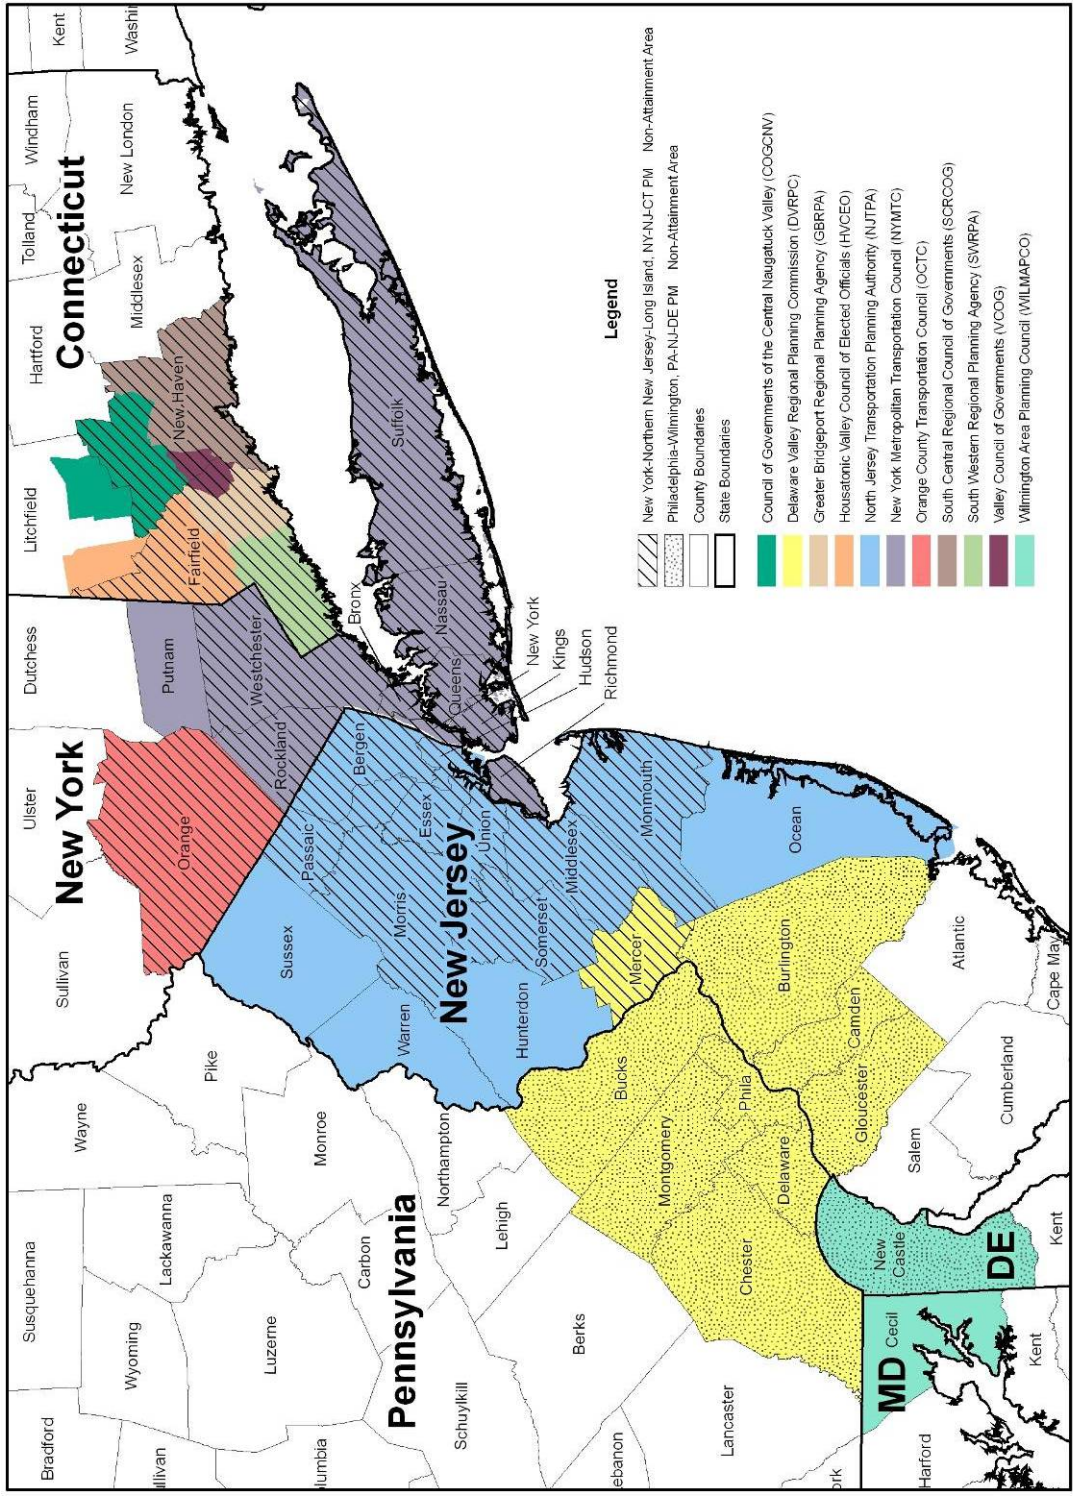 Kent
Washi
Windham
Tolland
New London
Connecticut
Hartford
Middlesex
Litchfield
New Haven
Fairfield
Dutchess
Putnam
Westchester
Bronx
Suffolk
Nassau
Queens
New York
Kings
Hudson
Richmond
Ulster
New York
Sullivan
Orange
Rockland
Bergen
Passaic
Essex
Union
Morris
New Jersey
Sussex
Somerset
Middlesex
Monmouth
Ocean
Warren
Hunterdon
Mercer
Burlington
Camden
Gloucester
Atlantic
Cape May
Cumberland
Salem
Wayne
Pike
Monroe
Northampton
Bucks
Phila
Montgomery
Delaware
Chester
Susquehanna
Lackawanna
Carbon
Lehigh
Pennsylvania
Wyoming
Luzerne
Berks
Bradford
llivan
lumbia
Schuylkill
ebanon
Lancaster
ork
New
Castle
DE
Kent
MD
Cecil
Kent
Harford
Legend
New York-Northern New Jersey-Long Island, NY-NJ-CT PM Non-Attainment Area
Philadelphia-Wilmington, PA-NJ-DE PM Non-Attainment Area
County Boundaries
State Boundaries
Council of Governments of the Central Naugatuck Valley (COGCNV)
Delaware Valley Regional Planning Commission (DVRPC)
Greater Bridgeport Regional Planning Agency (GBRPA)
Housatonic Valley Council of Elected Officials (HVCEO)
North Jersey Transportation Planning Authority (NJTPA)
New York Metropolitan Transportation Council (NYMTC)
Orange County Transportation Council (OCTC)
South Central Regional Council of Governments (SCRCOG)
South Western Regional Planning Agency (SWRPA)
Valley Council of Governments (VCOG)
Wilmington Area Planning Council (WILMAPCO)